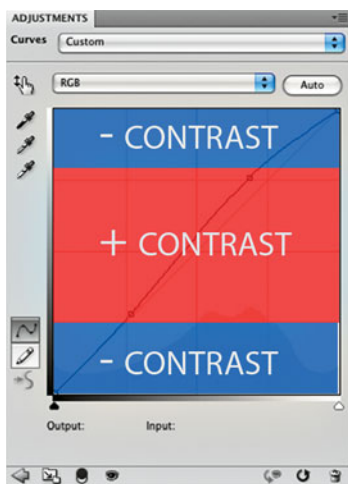 ADJUSTMENTS
Curves Custom
RGB Auto
- CONTRAST
+ CONTRAST
- CONTRAST
Output: Input: